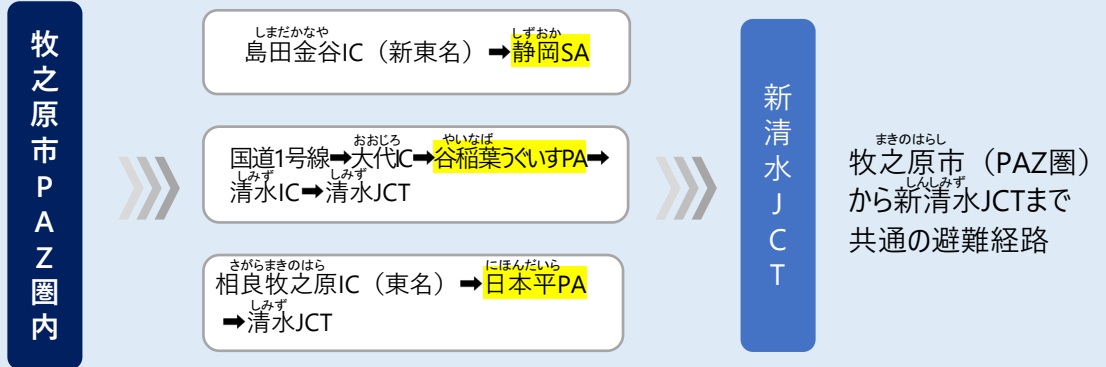 牧之原市PAZ圏内
しまだかなや
しずおか
島田金谷IC（新東名）➡静岡SA
おおじろ
やいなば
国道1号線➡大代IC➡谷稲葉うぐいすPA➡
しみず
しみず
清水IC➡清水JCT
さがらまきのはら
にほんだいら
相良牧之原IC（東名）➡日本平PA
しみず
➡清水JCT
新清水JCT
まきのはらし
牧之原市（PAZ圏）
しんしみず
から新清水JCTまで
共通の避難経路